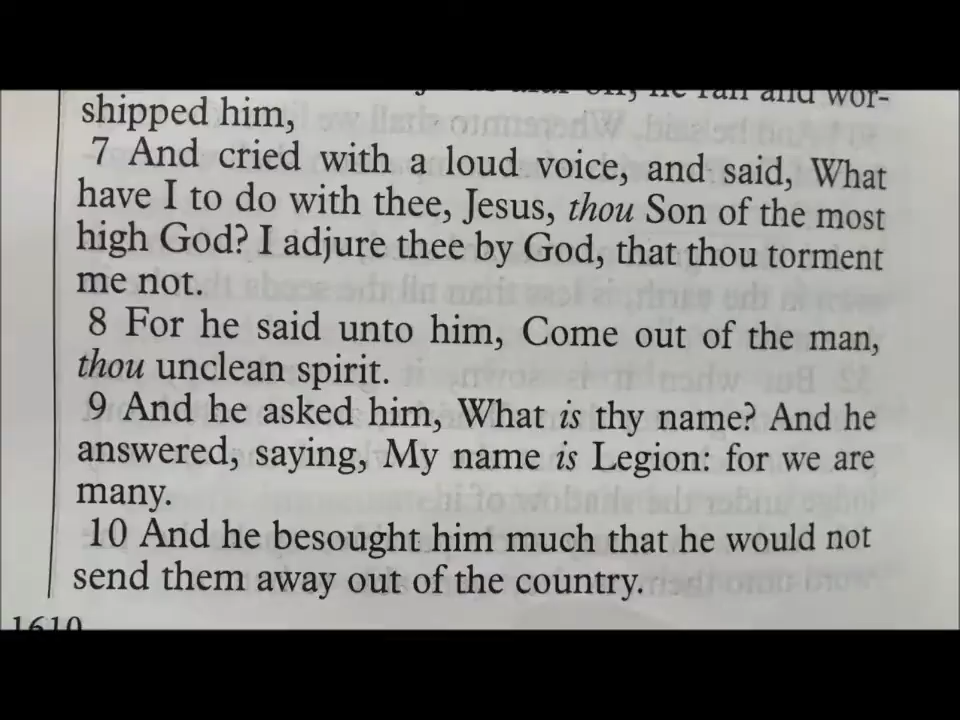 he ran and wor-
shipped him,
7 And cried with a loud voice, and said, What
have I to do with thee, Jesus, thou Son of the most
high God? I adjure thee by God, that thou torment
me not.
8 For he said unto him, Come out of the man,
thou unclean spirit.
9 And he asked him, What is thy name? And he
answered, saying, My name is Legion: for we are
many.
10 And he besought him much that he would not
send them away out of the country.
1610